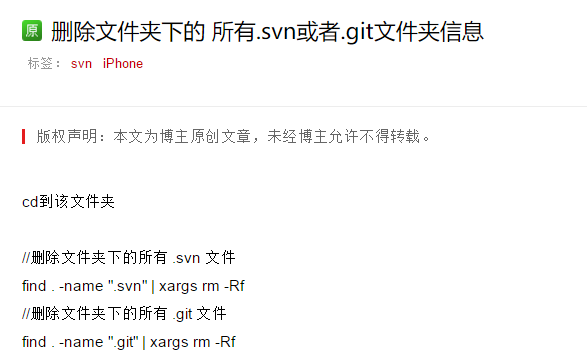 原 删除文件夹下的 所有.svn或者.git文件夹信息
标签： svn iPhone
版权声明：本文为博主原创文章，未经博主允许不得转载。
cd到该文件夹
//删除文件夹下的所有 .svn 文件
find . -name ".svn" | xargs rm -Rf
//删除文件夹下的所有 .git 文件
find . -name ".git" | xargs rm -Rf